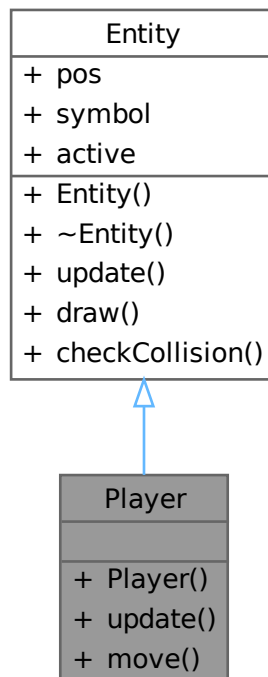 Entity
+ pos
+ symbol
+ active
+ Entity()
+ ~Entity()
+ update()
+ draw()
+ checkCollision()
Player
+ Player()
+ update()
+ move()